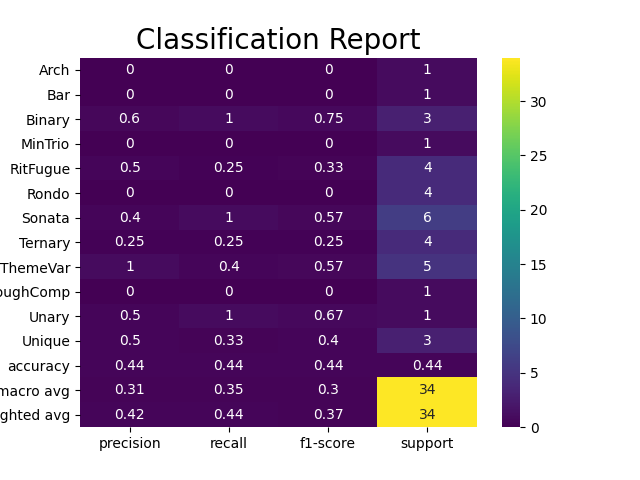 Classification Report
Arch 0 0 0 1
Bar 0 0 0 1
Binary 0.6 1 0.75 3
MinTrio 0 0 0 1
RitFugue 0.5 0.25 0.33 4
Rondo 0 0 0 4
Sonata 0.4 1 0.57 6
Ternary 0.25 0.25 0.25 4
ThemeVar 1 0.4 0.57 5
oughComp 0 0 0 1
Unary 0.5 1 0.67 1
Unique 0.5 0.33 0.4 3
accuracy 0.44 0.44 0.44 0.44
macro avg 0.31 0.35 0.3 34
ghted avg 0.42 0.44 0.37 34
precision recall f1-score support
30
25
20
15
10
5
0